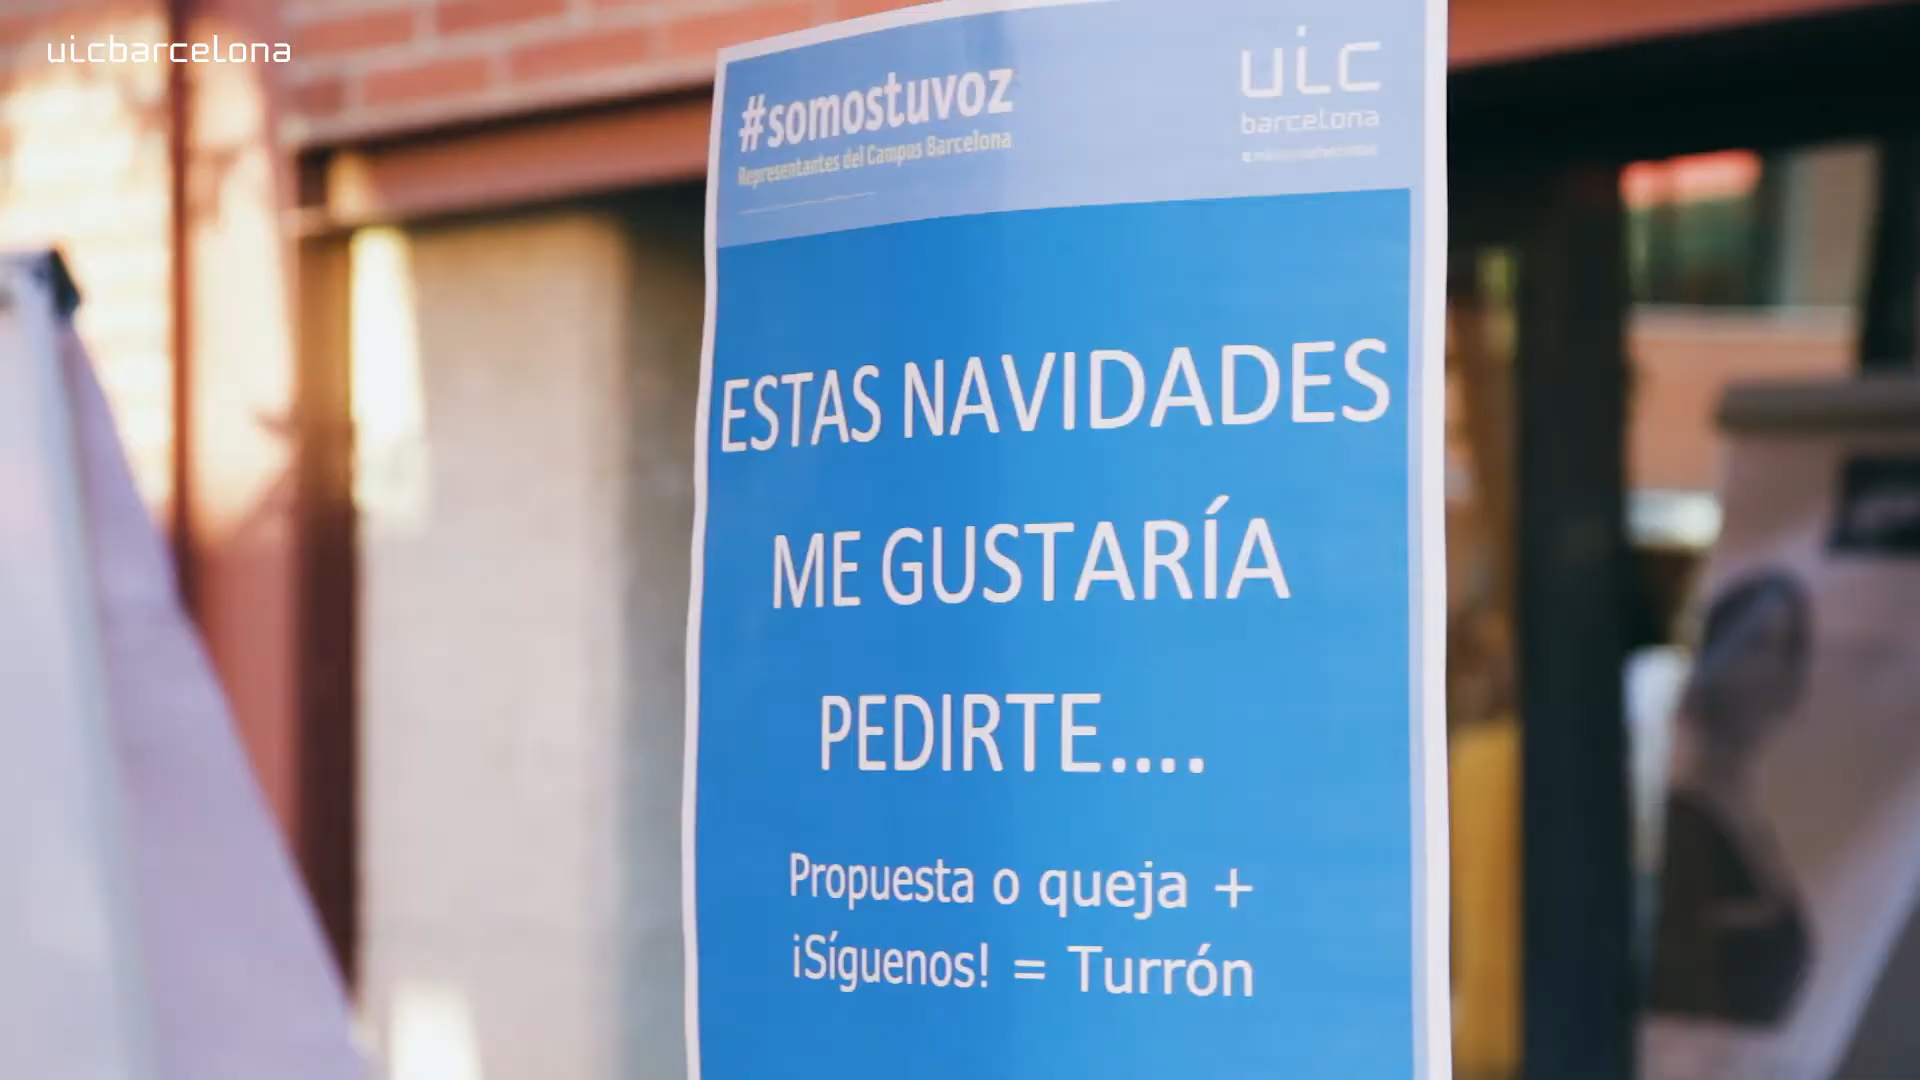 uicbarcelona
#somostuvoz
Representantes del Campus Barcelona
uic
barcelona
ESTAS NAVIDADES
ME GUSTARÍA
PEDIRTE....
Propuesta o queja +
¡Síguenos! = Turrón